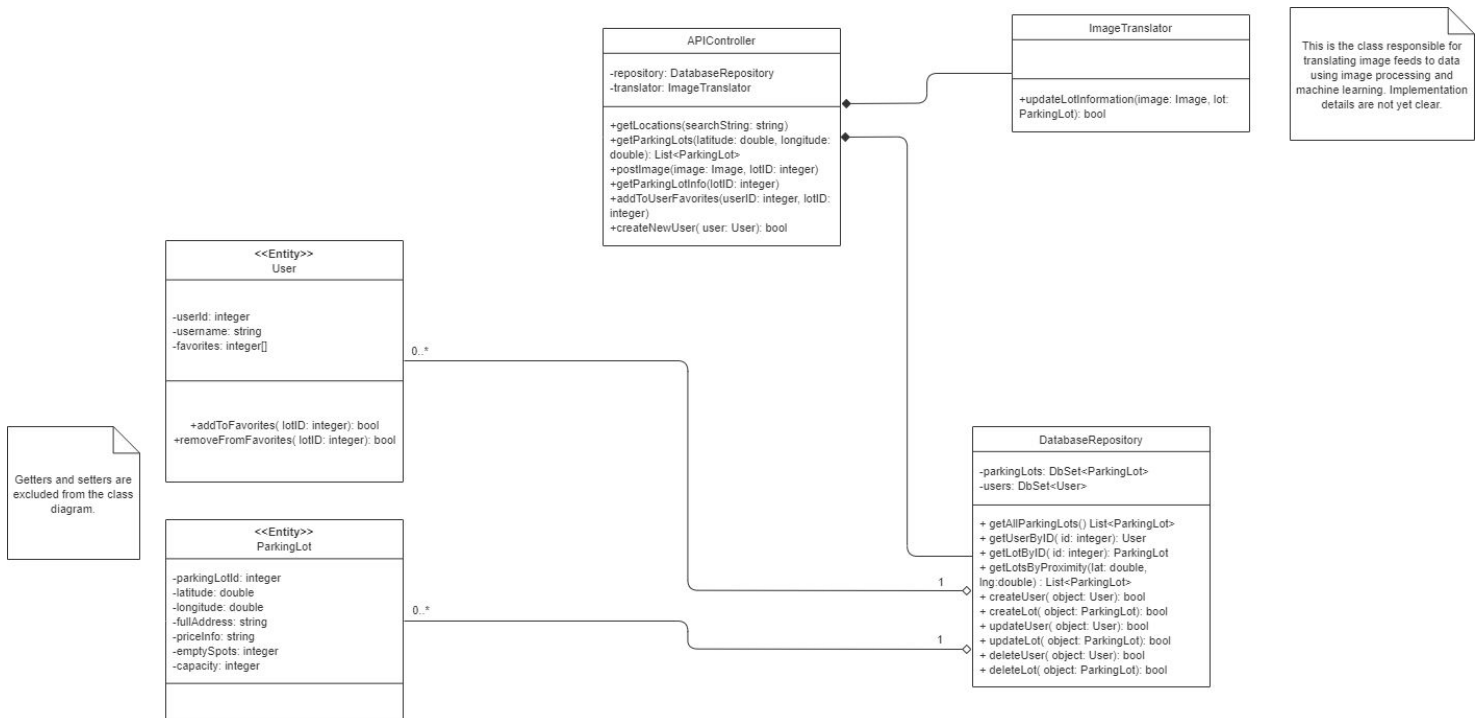 APIController
-repository: DatabaseRepository
-translator: ImageTranslator
+getLocations(searchString: string)
+getParkingLots(latitude: double, longitude:
double): List<ParkingLot>
+postImage(image: Image, lotID: integer)
+getParkingLotInfo(lotID: integer)
+addToUserFavorites(userID: integer, lotID:
integer)
+createNewUser( user: User): bool
ImageTranslator
+updateLotInformation(image: Image, lot:
ParkingLot): bool
This is the class responsible for
translating image feeds to data
using image processing and
machine learning. Implementation
details are not yet clear.
<<Entity>>
User
-userId: integer
-username: string
-favorites: integer[]
+addToFavorites( lotID: integer): bool
+removeFromFavorites( lotID: integer): bool
0..*
1
Getters and setters are
excluded from the class
diagram.
<<Entity>>
ParkingLot
-parkingLotId: integer
-latitude: double
-longitude: double
-fullAddress: string
-priceInfo: string
-emptySpots: integer
-capacity: integer
0..*
1
DatabaseRepository
-parkingLots: DbSet<ParkingLot>
-users: DbSet<User>
+ getAllParkingLots() List<ParkingLot>
+ getUserByID( id: integer): User
+ getLotByID( id: integer): ParkingLot
+ getLotsByProximity(lat: double,
lng:double) : List<ParkingLot>
+ createUser( object: User): bool
+ createLot( object: ParkingLot): bool
+ updateUser( object: User): bool
+ updateLot( object: ParkingLot): bool
+ deleteUser( object: User): bool
+ deleteLot( object: ParkingLot): bool